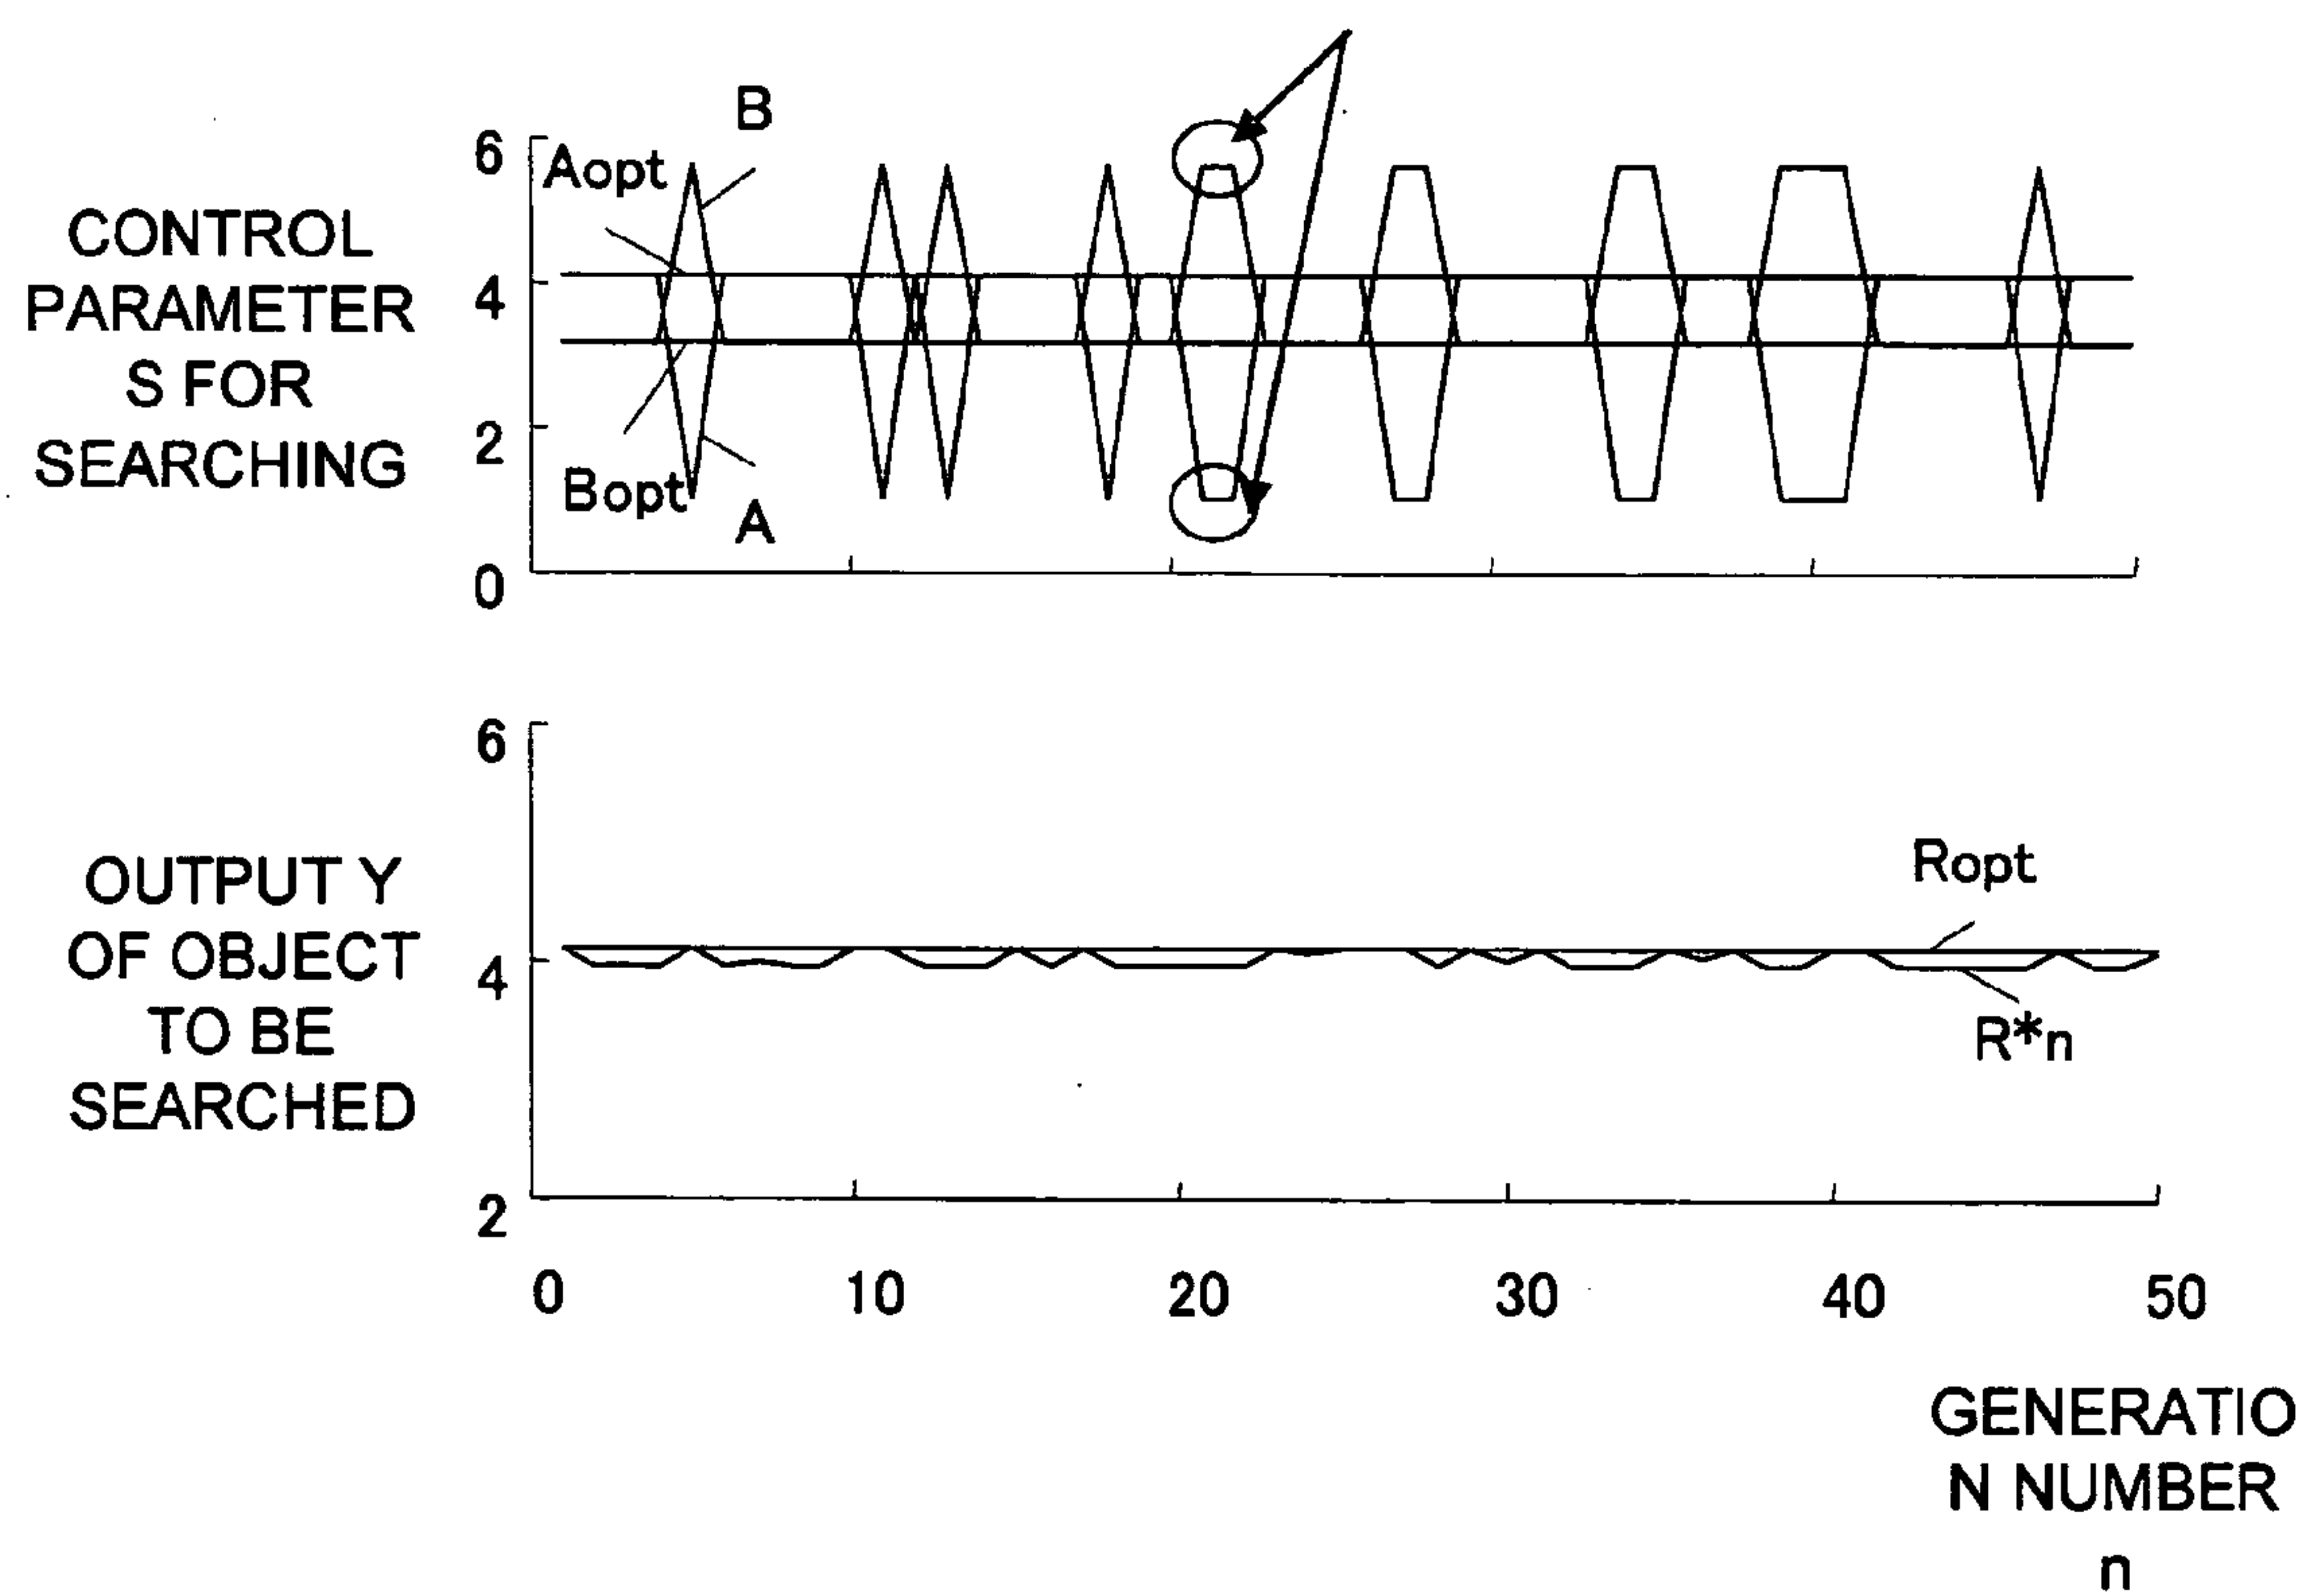 B
6
Aopt
CONTROL
PARAMETER
S FOR
SEARCHING
4
2
Bopt
A
0
6
OUTPUT Y
OF OBJECT
TO BE
SEARCHED
Ropt
4
R*n
2
0 10 20 30 40 50
GENERATIO
N NUMBER
n